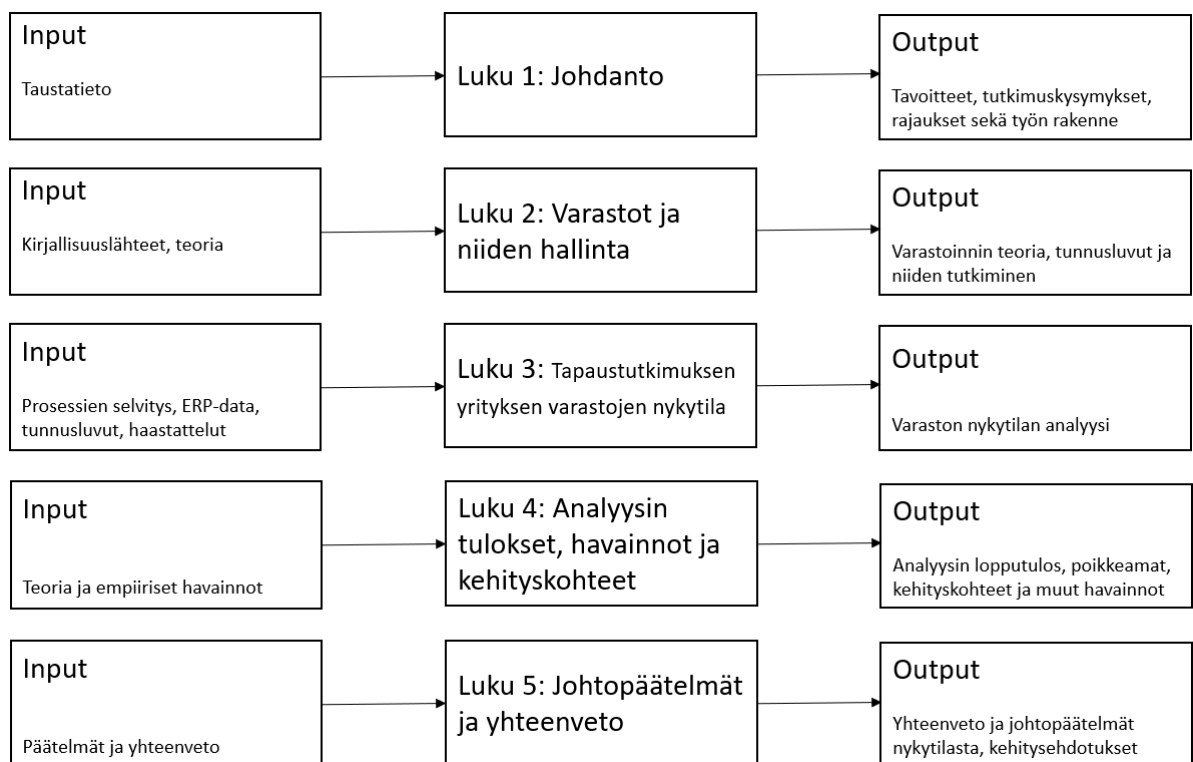 Input
Taustatieto
Luku 1: Johdanto
Output
Tavoitteet, tutkimuskysymykset,
rajaukset sekä työn rakenne
Input
Kirjallisuuslähteet, teoria
Luku 2: Varastot ja
niiden hallinta
Output
Varastoinnin teoria, tunnusluvut ja
niiden tutkiminen
Input
Prosessien selvitys, ERP-data,
tunnusluvut, haastattelut
Luku 3: Tapaustutkimuksen
yrityksen varastojen nykytila
Output
Varaston nykytilan analyysi
Input
Teoria ja empiiriset havainnot
Luku 4: Analyysin
tulokset, havainnot ja
kehityskohteet
Output
Analyysin lopputulos, poikkeamat,
kehityskohteet ja muut havainnot
Input
Päätelmät ja yhteenveto
Luku 5: Johtopäätelmät
ja yhteenveto
Output
Yhteenveto ja johtopäätelmät
nykytilasta, kehitysehdotukset